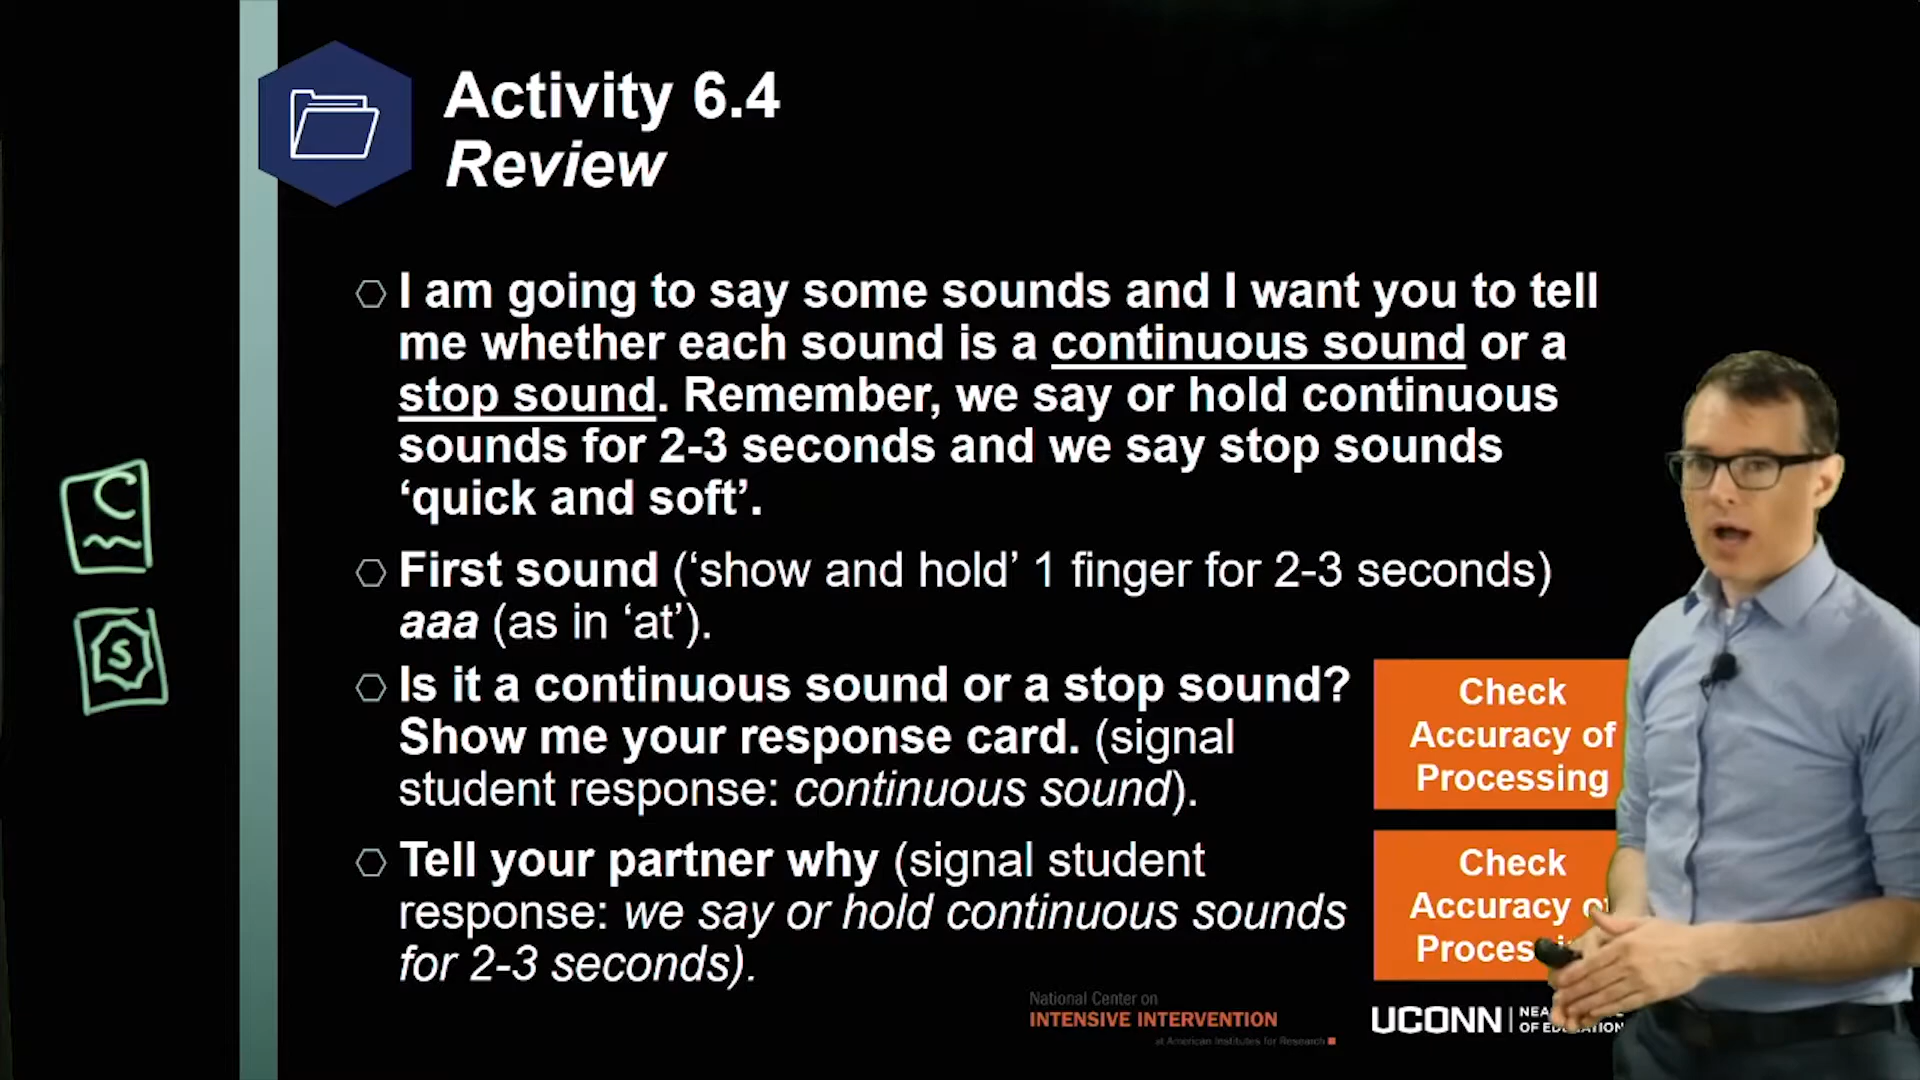 Activity 6.4
Review
I am going to say some sounds and I want you to tell
me whether each sound is a continuous sound or a
stop sound. Remember, we say or hold continuous
sounds for 2-3 seconds and we say stop sounds
‘quick and soft’.
First sound (‘show and hold’ 1 finger for 2-3 seconds)
aaa (as in ‘at’).
Is it a continuous sound or a stop sound?
Show me your response card. (signal
student response: continuous sound).
Tell your partner why (signal student
response: we say or hold continuous sounds
for 2-3 seconds).
Check
Accuracy of
Processing
Check
Accuracy
C
S
National Center on
INTENSIVE INTERVENTION
at American Institutes for Research
UCONN